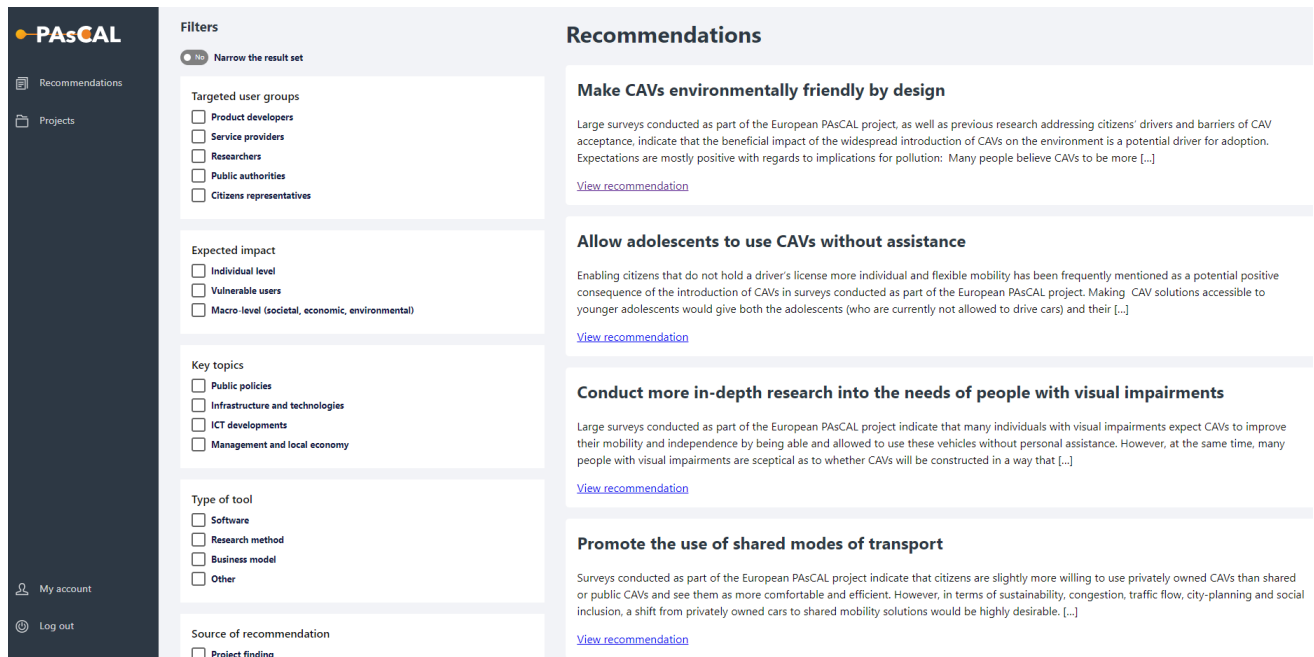 PAsCAL
Recommendations
Projects
My account
Log out
Filters
No
Narrow the result set
Targeted user groups
Product developers
Service providers
Researchers
Public authorities
Citizens representatives
Expected impact
Individual level
Vulnerable users
Macro-level (societal, economic, environmental)
Key topics
Public policies
Infrastructure and technologies
ICT developments
Management and local economy
Type of tool
Software
Research method
Business model
Other
Source of recommendation
Project finding
Recommendations
Make CAVs environmentally friendly by design
Large surveys conducted as part of the European PAsCAL project, as well as previous research addressing citizens' drivers and barriers of CAV
acceptance, indicate that the beneficial impact of the widespread introduction of CAVs on the environment is a potential driver for adoption.
Expectations are mostly positive with regards to implications for pollution: Many people believe CAVs to be more [...]
View recommendation
Allow adolescents to use CAVs without assistance
Enabling citizens that do not hold a driver's license more individual and flexible mobility has been frequently mentioned as a potential positive
consequence of the introduction of CAVs in surveys conducted as part of the European PAsCAL project. Making CAV solutions accessible to
younger adolescents would give both the adolescents (who are currently not allowed to drive cars) and their [...]
View recommendation
Conduct more in-depth research into the needs of people with visual impairments
Large surveys conducted as part of the European PAsCAL project indicate that many individuals with visual impairments expect CAVs to improve
their mobility and independence by being able and allowed to use these vehicles without personal assistance. However, at the same time, many
people with visual impairments are sceptical as to whether CAVs will be constructed in a way that [...]
View recommendation
Promote the use of shared modes of transport
Surveys conducted as part of the European PAsCAL project indicate that citizens are slightly more willing to use privately owned CAVs than shared
or public CAVs and see them as more comfortable and efficient. However, in terms of sustainability, congestion, traffic flow, city-planning and social
inclusion, a shift from privately owned cars to shared mobility solutions would be highly desirable. [...]
View recommendation